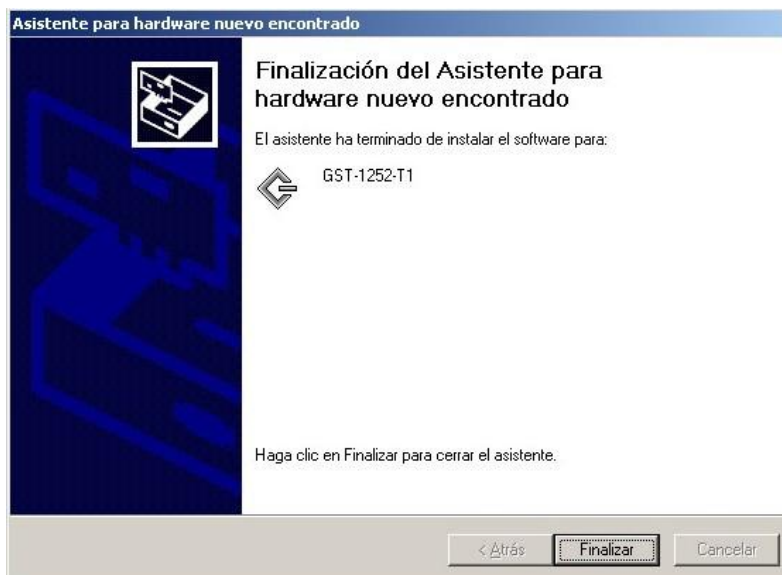 Asistente para hardware nuevo encontrado
Finalización del Asistente para
hardware nuevo encontrado
El asistente ha terminado de instalar el software para:
GST-1252-T1
Haga clic en Finalizar para cerrar el asistente.
< Atrás
Finalizar
Cancelar